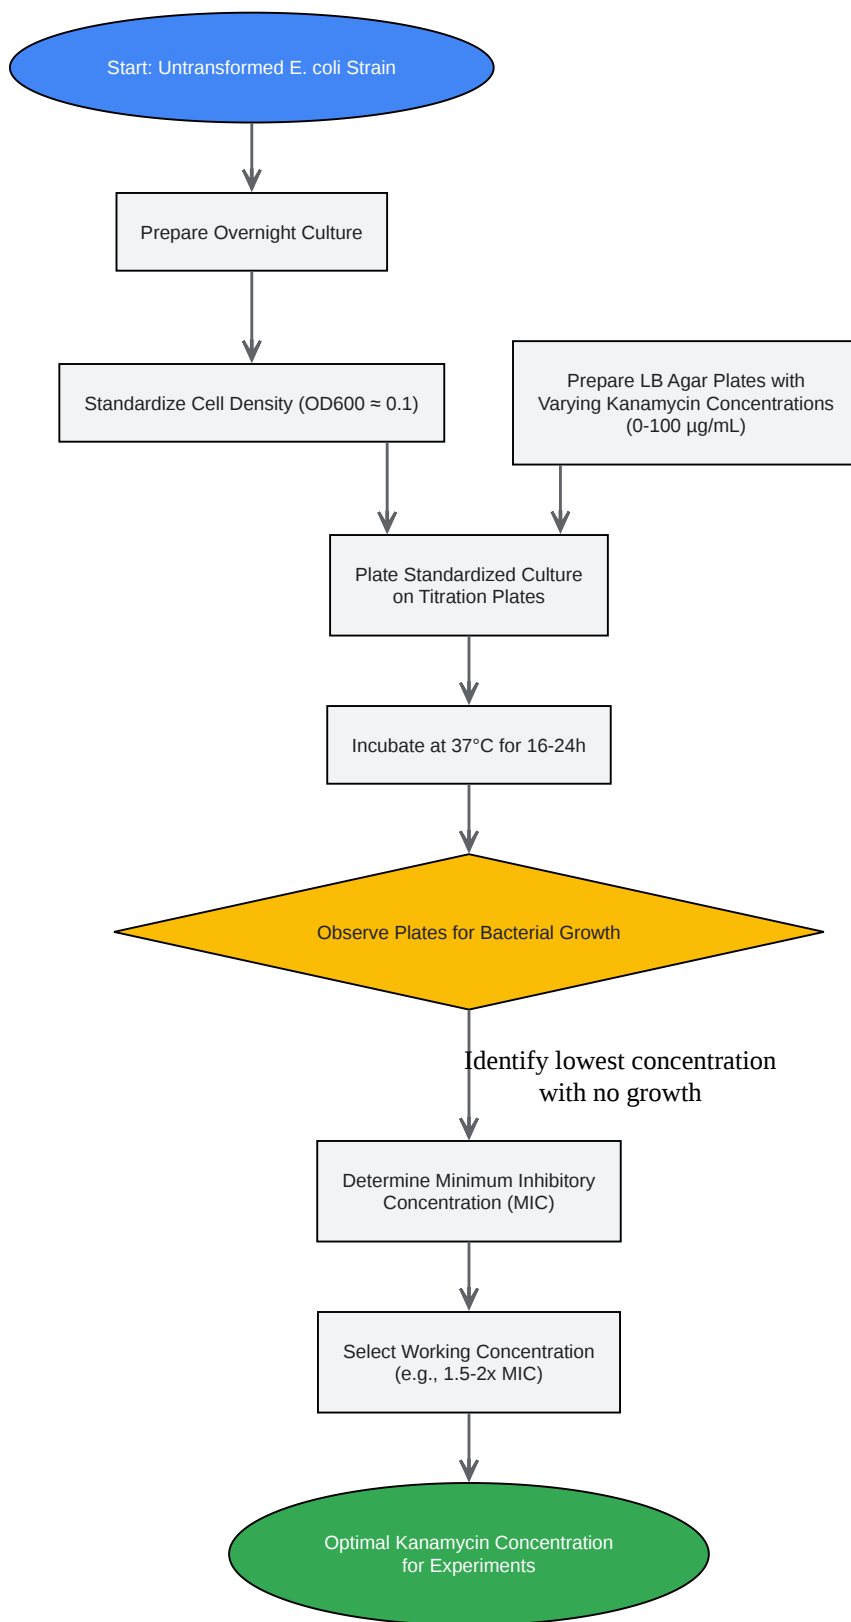 Start: Untransformed E. coli Strain
Prepare Overnight Culture
Standardize Cell Density (OD600 ≈ 0.1)
Prepare LB Agar Plates with
Varying Kanamycin Concentrations
(0-100 µg/mL)
Plate Standardized Culture
on Titration Plates
Incubate at 37°C for 16-24h
Observe Plates for Bacterial Growth
Identify lowest concentration
with no growth
Determine Minimum Inhibitory
Concentration (MIC)
Select Working Concentration
(e.g., 1.5-2x MIC)
Optimal Kanamycin Concentration
for Experiments